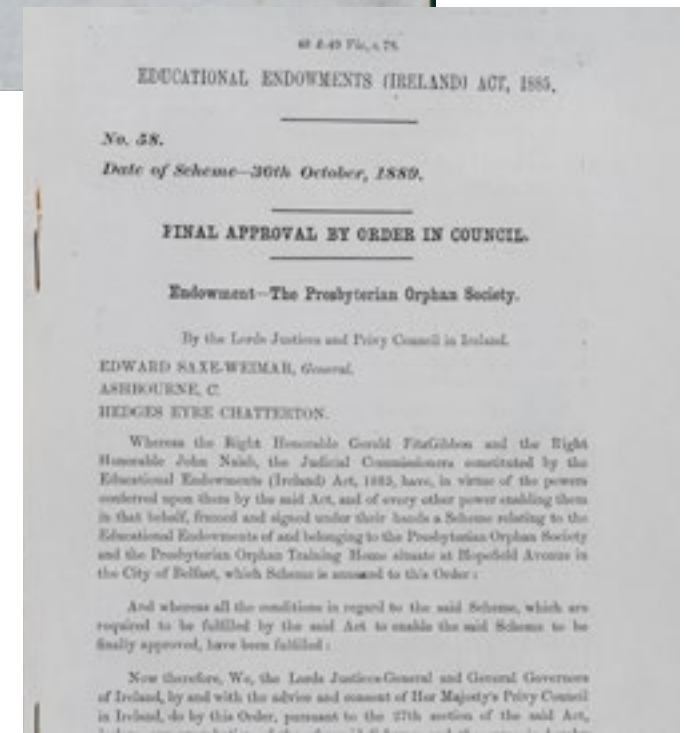 48 & 49 Vic., c. 78.
EDUCATIONAL ENDOWMENTS (IRELAND) ACT, 1885.
No. 58.
Date of Scheme—30th October, 1889.
FINAL APPROVAL BY ORDER IN COUNCIL.
Endowment—The Presbyterian Orphan Society.
By the Lords Justices and Privy Council in Ireland.
EDWARD SAXE-WEIMAR, General.
ASHBOURNE, C.
HEDGES EYRE CHATTERTON.
Whereas the Right Honorable Gerald FitzGibbon and the Right
Honorable John Naish, the Judicial Commissioners constituted by the
Educational Endowments (Ireland) Act, 1885, have, in virtue of the powers
conferred upon them by the said Act, and of every other power enabling them
in that behalf, framed and signed under their hands a Scheme relating to the
Educational Endowments of and belonging to the Presbyterian Orphan Society
and the Presbyterian Orphan Training Home situate at Hopefield Avenue in
the City of Belfast, which Scheme is annexed to this Order:
And whereas all the conditions in regard to the said Scheme, which are
required to be fulfilled by the said Act to enable the said Scheme to be
finally approved, have been fulfilled:
Now therefore, We, the Lords Justices-General and General Governors
of Ireland, by and with the advice and consent of Her Majesty's Privy Council
in Ireland, do by this Order, pursuant to the 27th section of the said Act,